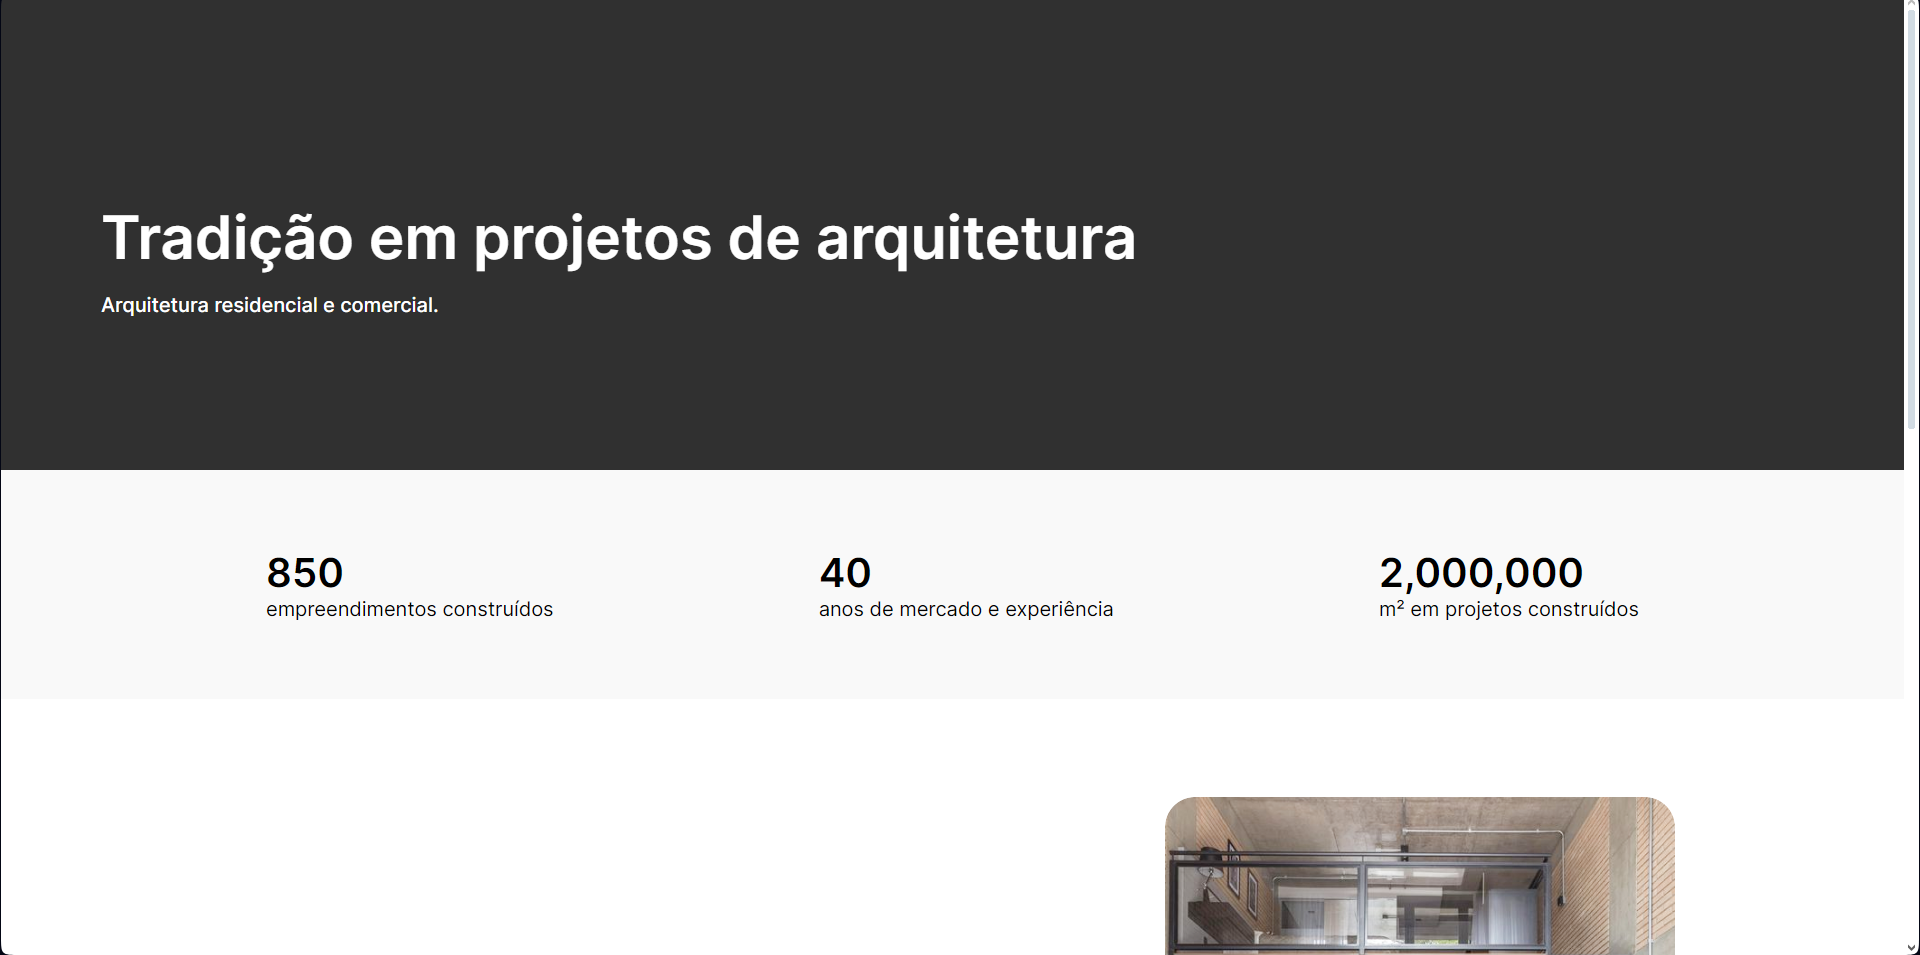 Tradição em projetos de arquitetura
Arquitetura residencial e comercial.
850
empreendimentos construídos
40
anos de mercado e experiência
2,000,000
m² em projetos construídos